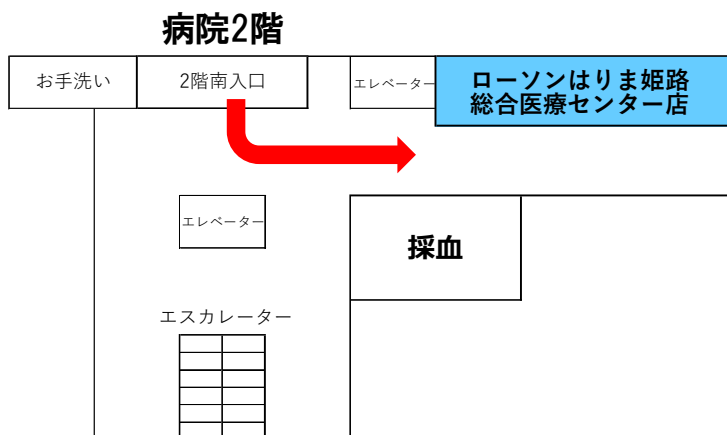 病院2階
お手洗い
2階南入口
エレベーター
ローソンはりま姫路
総合医療センター店
エレベーター
採血
エスカレーター